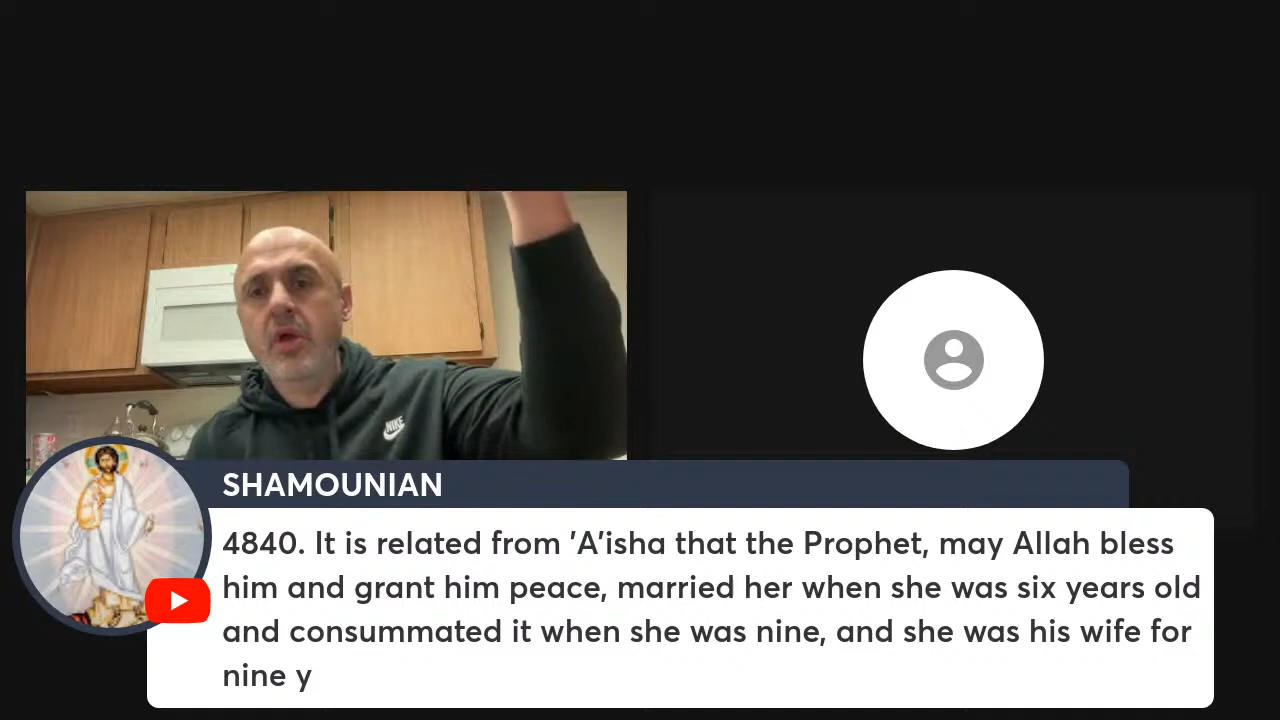 NIKE
SHAMOUNIAN
4840. It is related from 'A'isha that the Prophet, may Allah bless
him and grant him peace, married her when she was six years old
and consummated it when she was nine, and she was his wife for
nine y